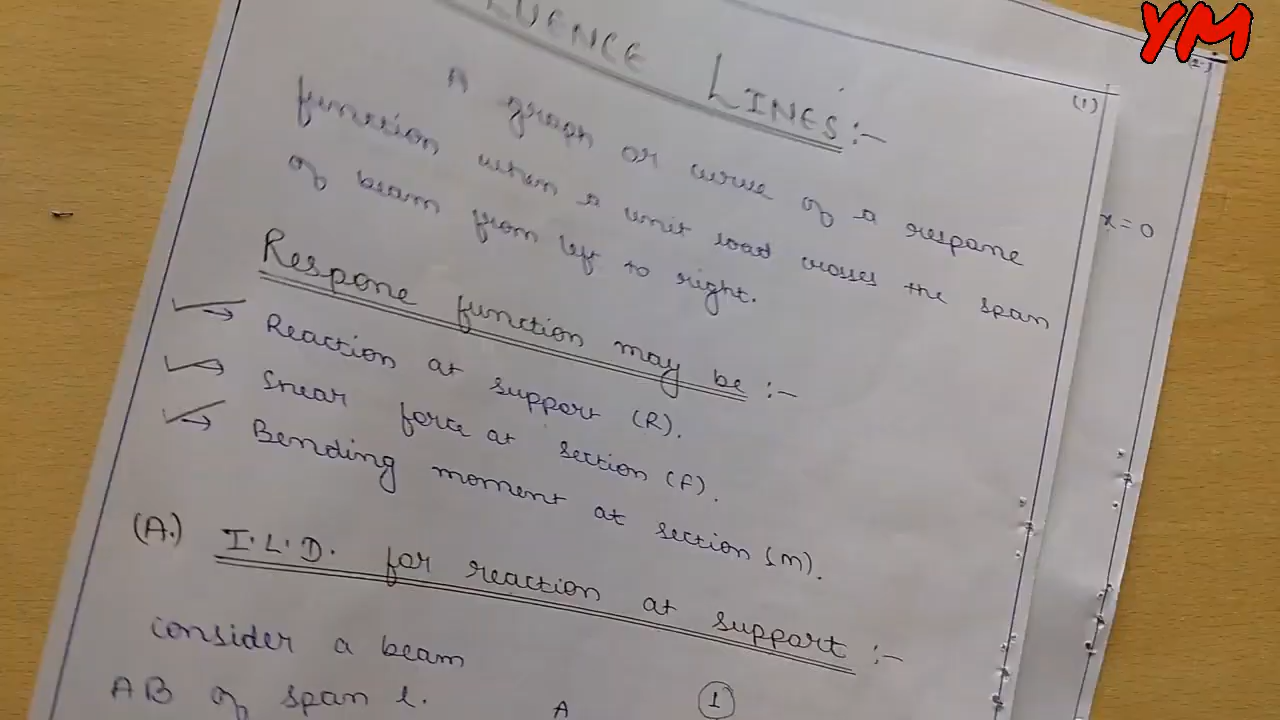 YM
(1)
LUENCE LINES:-
A graph or curve of a respone
function when a unit load crosses the span
of beam from left to right.
x=0
Respone function may be :-
→ Reaction at support (R).
→ Shear force at section (F).
→ Bending moment at section (M).
(A.) I.L.D. for reaction at support :-
consider a beam
AB of span l.
A
1